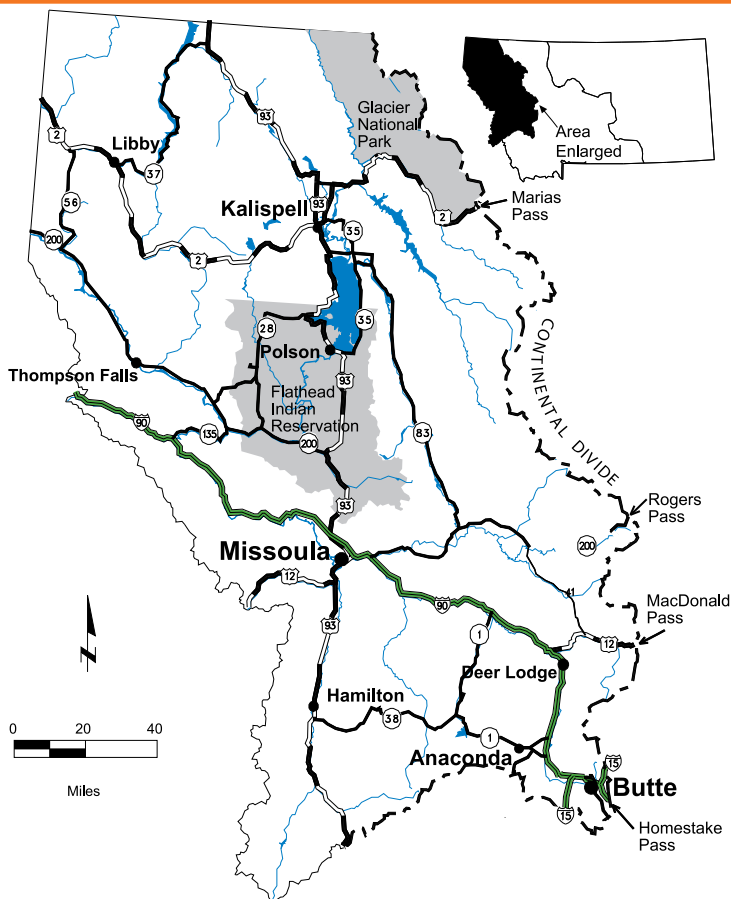 93
Glacier
National
Park
Area
Enlarged
2
Libby
37
Marias
Pass
56
93
Kalispell
2
35
200
2
CONTINENTAL DIVIDE
28
35
Polson
Thompson Falls
93
Flathead
Indian
Reservation
90
135
200
83
93
Rogers
Pass
200
Missoula
12
41
MacDonald
Pass
90
93
1
12
Deer Lodge
Hamilton
38
0 20 40
1
Anaconda
Miles
15
Butte
15
Homestake
Pass